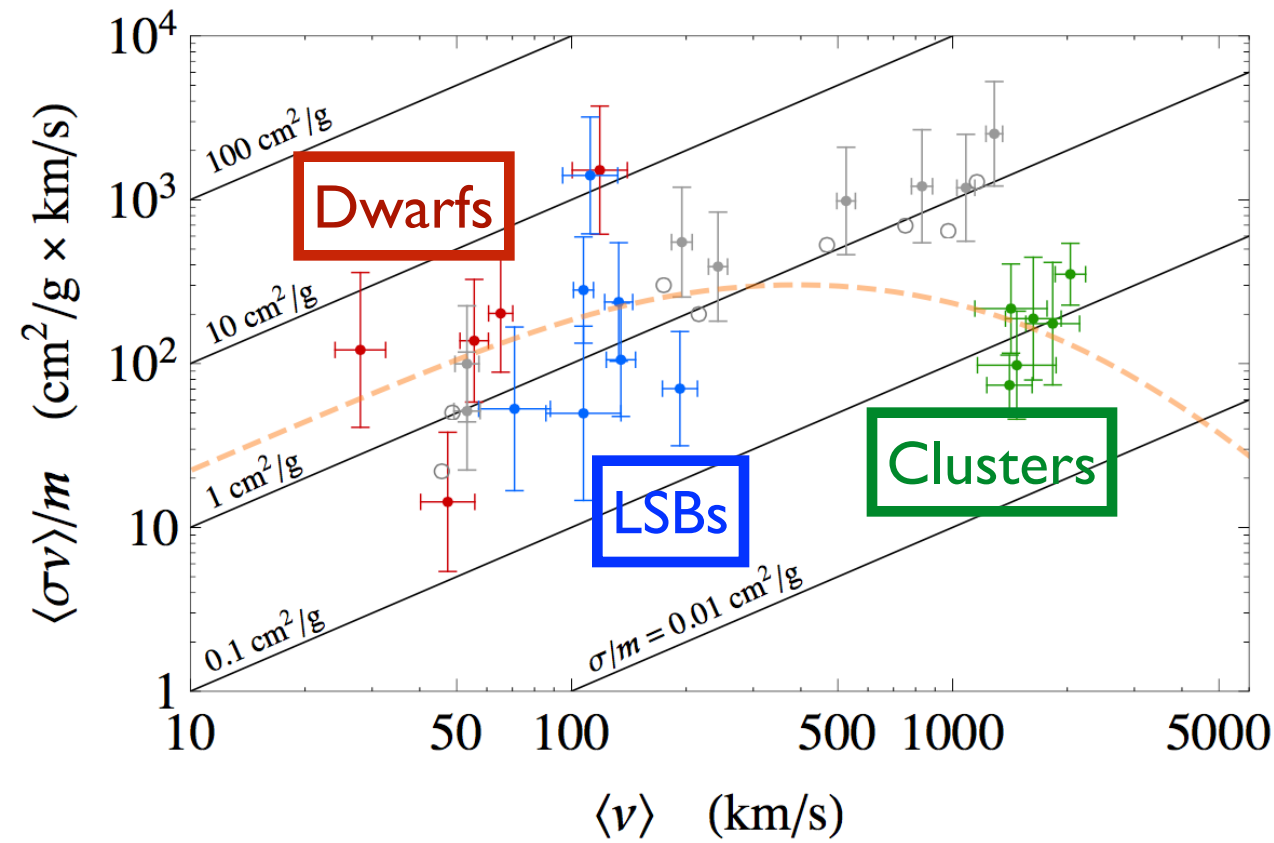 10⁴
10³
10²
10
1
⟨σv⟩/m (cm²/g × km/s)
100 cm²/g
10 cm²/g
1 cm²/g
0.1 cm²/g
σ/m = 0.01 cm²/g
Dwarfs
LSBs
Clusters
10 50 100 500 1000 5000
⟨v⟩ (km/s)